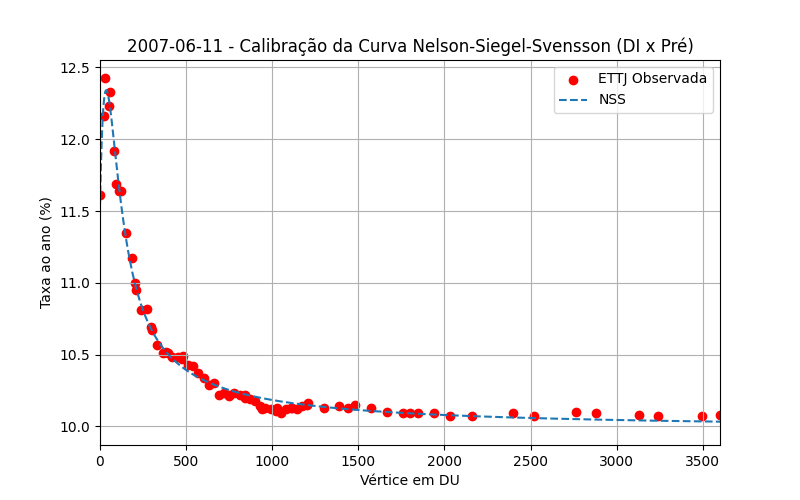 2007-06-11 - Calibração da Curva Nelson-Siegel-Svensson (DI x Pré)
ETTJ Observada
NSS
Taxa ao ano (%)
12.5
12.0
11.5
11.0
10.5
10.0
0 500 1000 1500 2000 2500 3000 3500
Vértice em DU